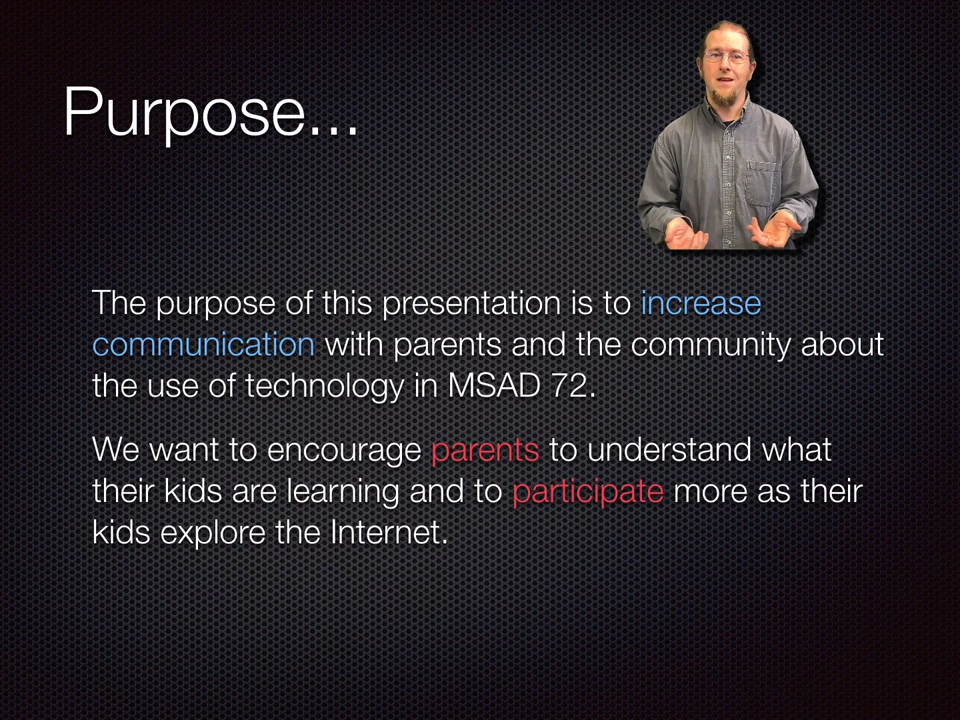 Purpose...
The purpose of this presentation is to increase
communication with parents and the community about
the use of technology in MSAD 72.
We want to encourage parents to understand what
their kids are learning and to participate more as their
kids explore the Internet.